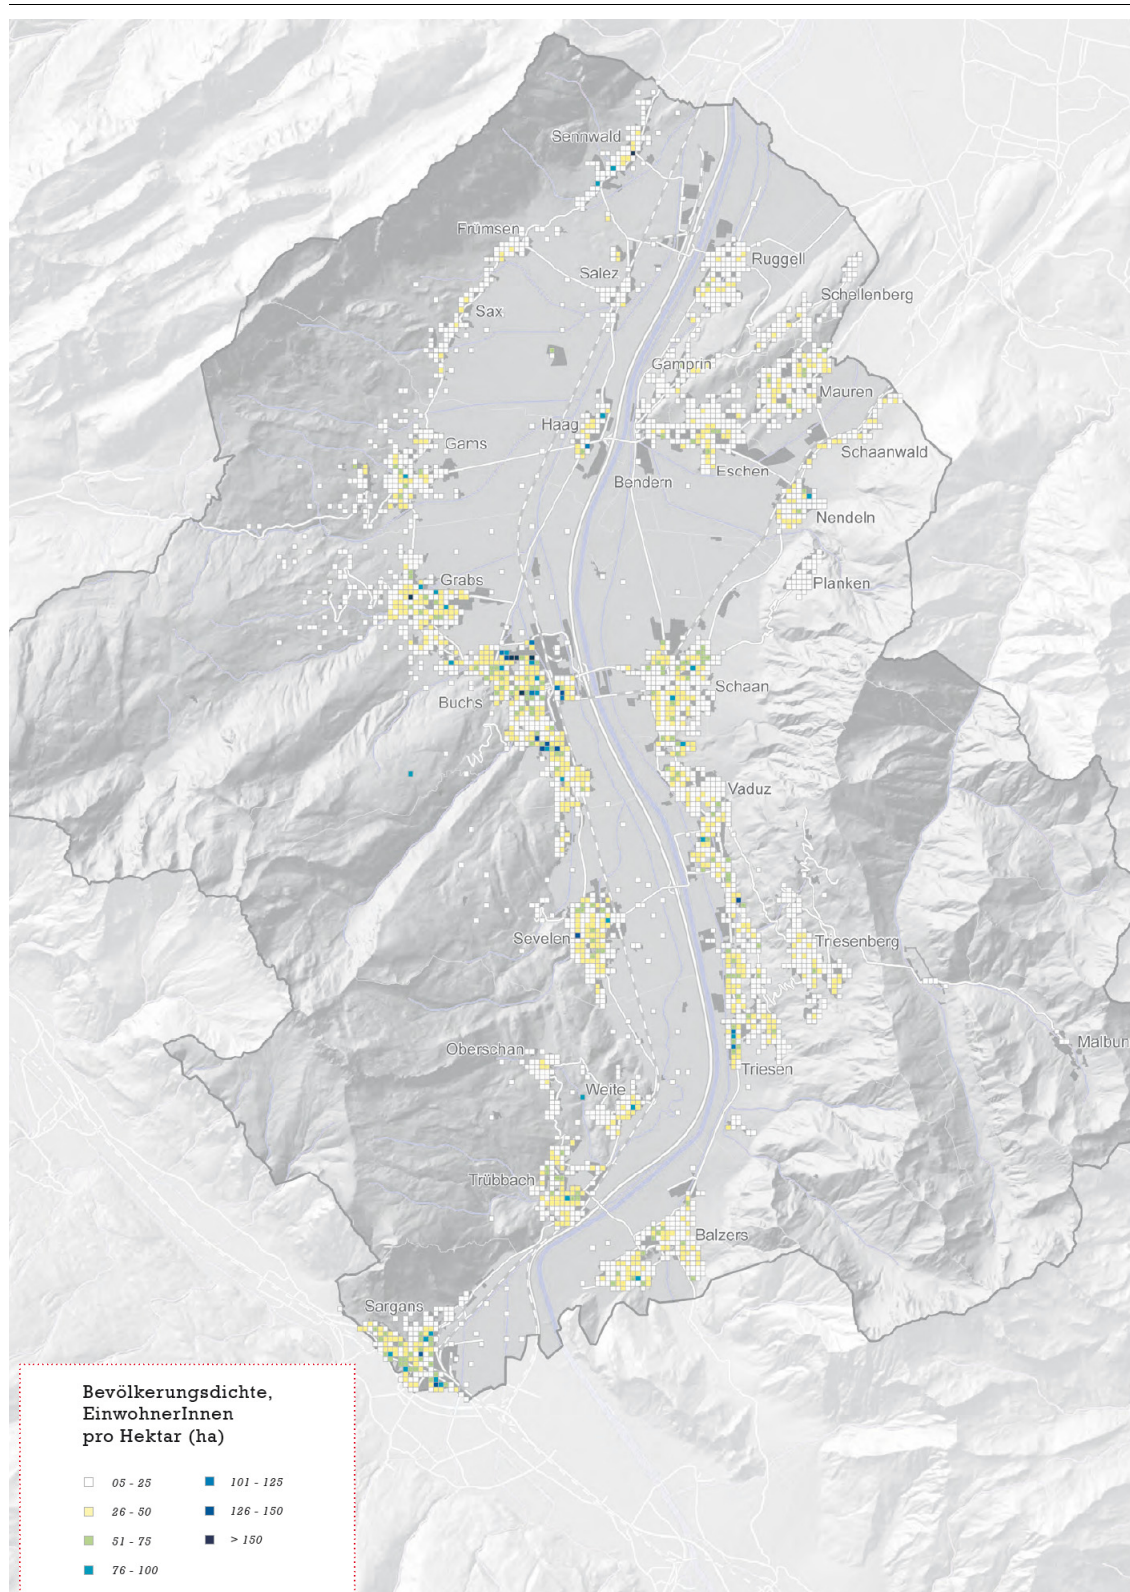 Sennwald
Frümsen
Ruggell
Salez
Schellenberg
Sax
Gamprin
Mauren
Haag
Gams
Schaanwald
Eschen
Bendern
Nendeln
Grabs
Planken
Schaan
Buchs
Vaduz
Sevelen
Triesenberg
Malbun
Oberschan
Triesen
Weite
Trübbach
Balzers
Sargans
Bevölkerungsdichte,
EinwohnerInnen
pro Hektar (ha)
05 - 25
26 - 50
51 - 75
76 - 100
101 - 125
126 - 150
> 150